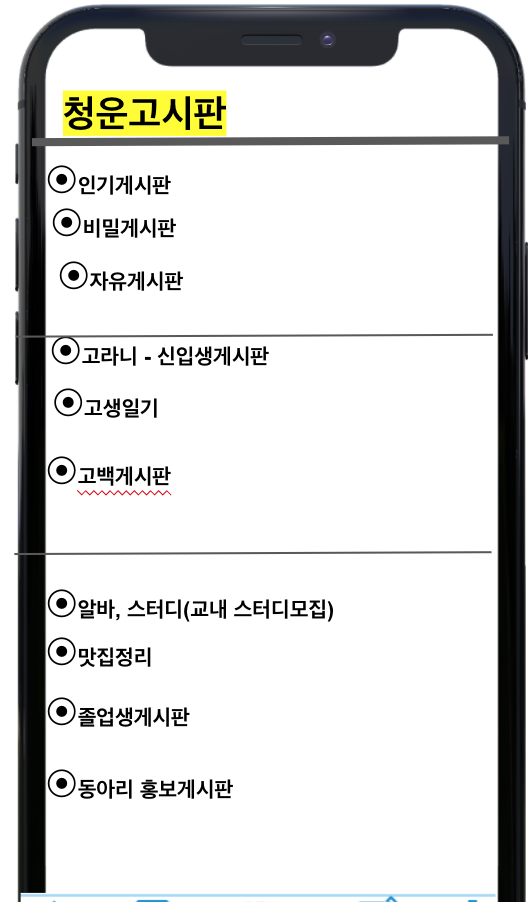 청운고시판
인기게시판
비밀게시판
자유게시판
고라니 - 신입생게시판
고생일기
고백게시판
알바, 스터디(교내 스터디모집)
맛집정리
졸업생게시판
동아리 홍보게시판